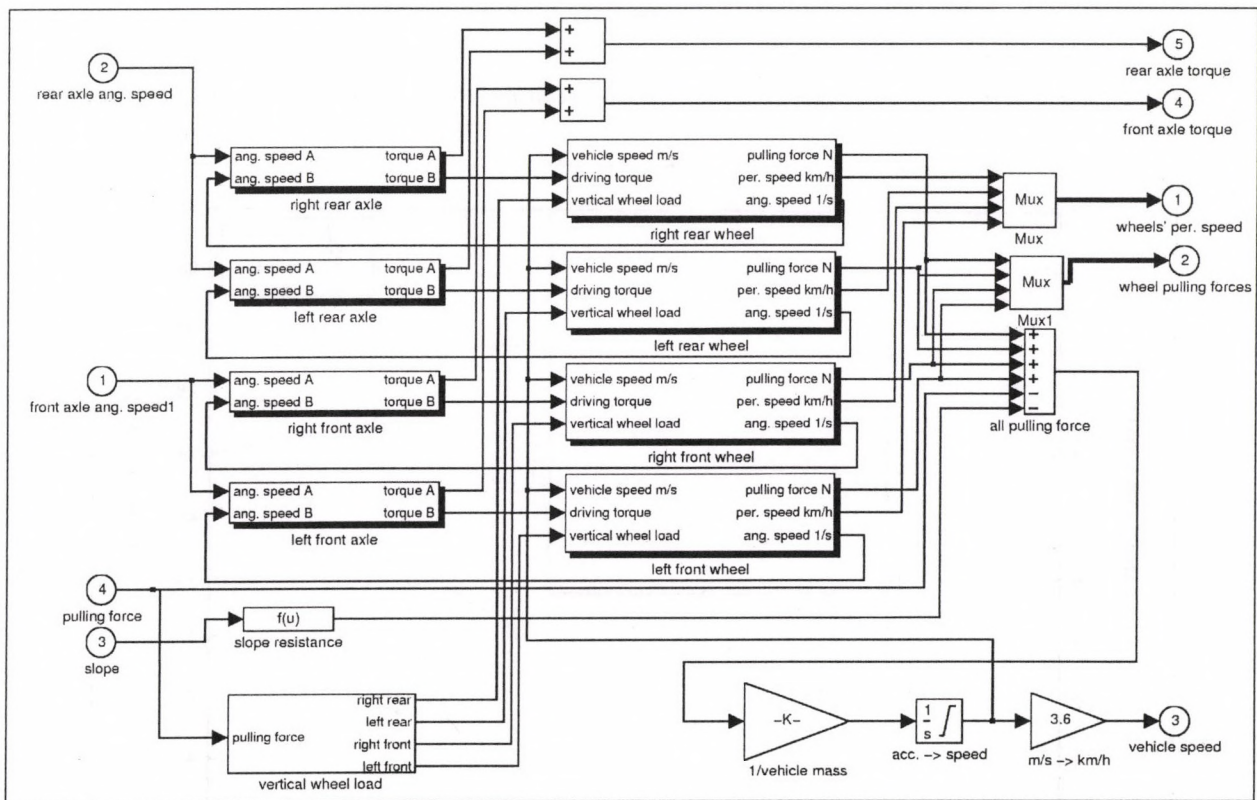 +
+
5
rear axle torque
2
rear axle ang. speed
+
+
4
front axle torque
ang. speed A torque A
ang. speed B torque B
right rear axle
vehicle speed m/s pulling force N
driving torque per. speed km/h
vertical wheel load ang. speed 1/s
right rear wheel
Mux
Mux
1
wheels' per. speed
ang. speed A torque A
ang. speed B torque B
left rear axle
vehicle speed m/s pulling force N
driving torque per. speed km/h
vertical wheel load ang. speed 1/s
left rear wheel
Mux
Mux1
2
wheel pulling forces
+
+
+
+
−
−
all pulling force
1
front axle ang. speed1
ang. speed A torque A
ang. speed B torque B
right front axle
vehicle speed m/s pulling force N
driving torque per. speed km/h
vertical wheel load ang. speed 1/s
right front wheel
ang. speed A torque A
ang. speed B torque B
left front axle
vehicle speed m/s pulling force N
driving torque per. speed km/h
vertical wheel load ang. speed 1/s
left front wheel
4
pulling force
3
slope
f(u)
slope resistance
pulling force
right rear
left rear
right front
left front
vertical wheel load
−K−
1/vehicle mass
1
s
acc. −> speed
3.6
m/s −> km/h
3
vehicle speed